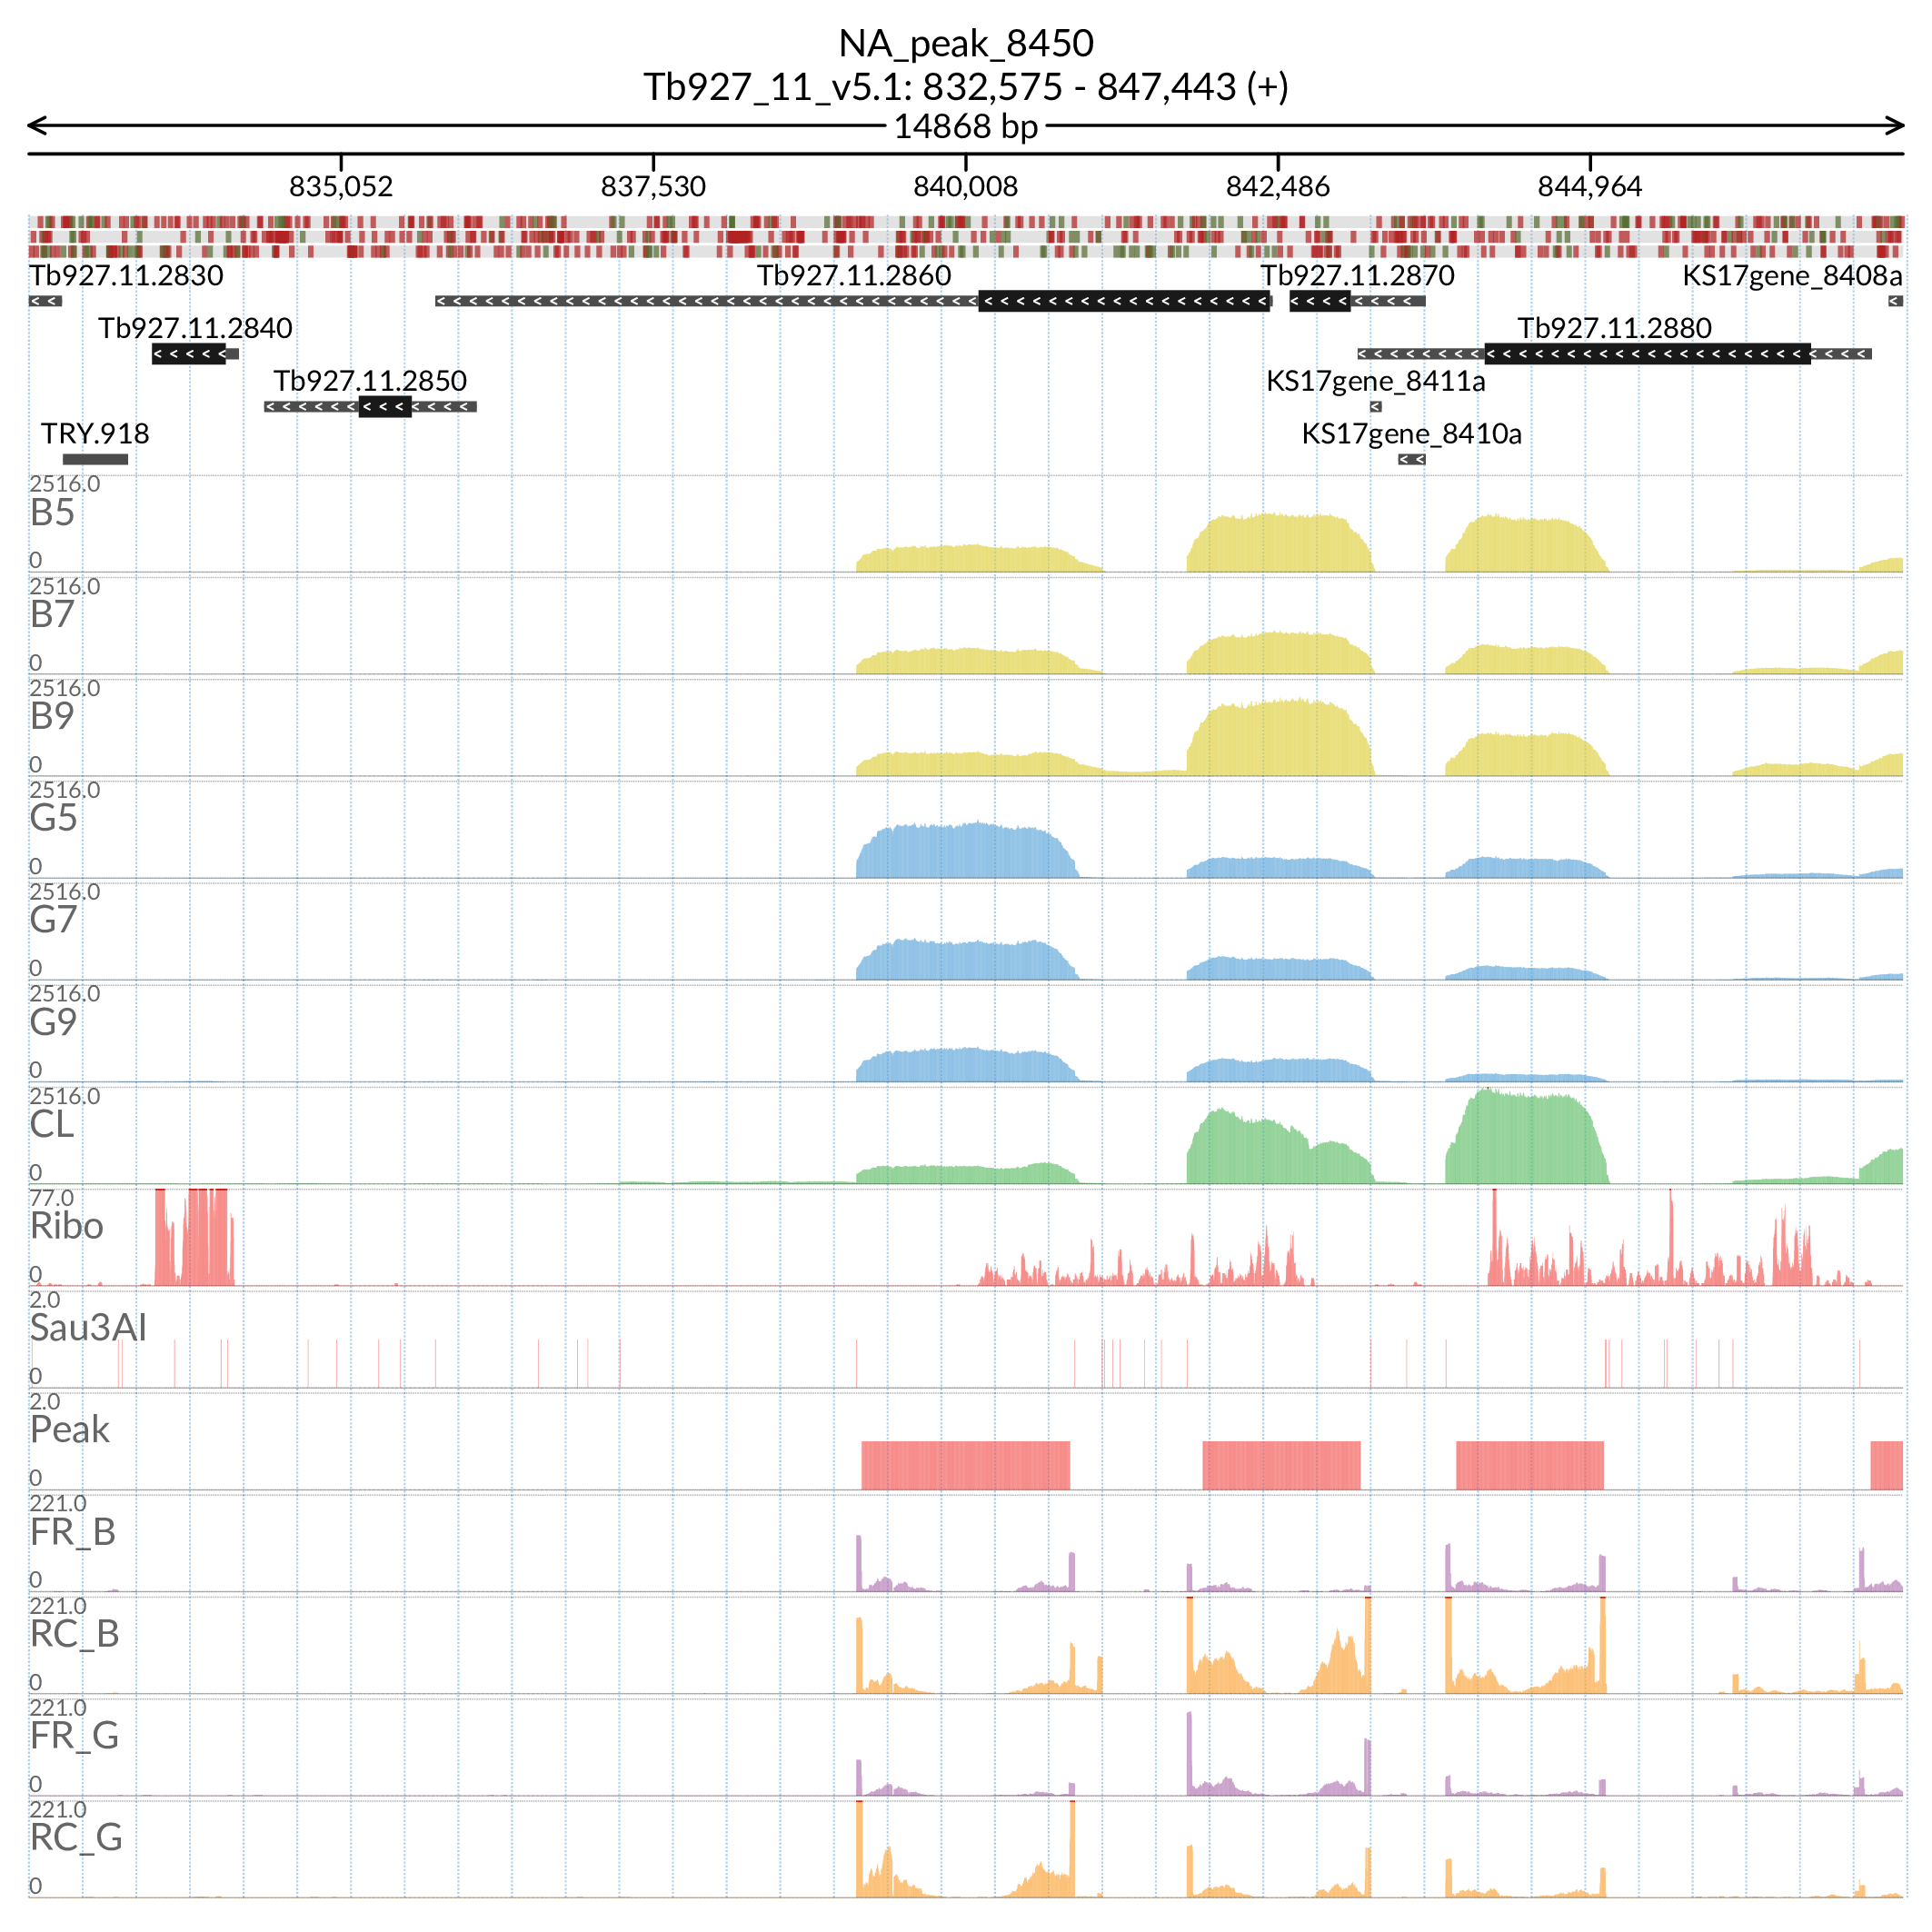 NA_peak_8450
Tb927_11_v5.1: 832,575 - 847,443 (+)
14868 bp
835,052 837,530 840,008 842,486 844,964
Tb927.11.2830 Tb927.11.2860 Tb927.11.2870 KS17gene_8408a
Tb927.11.2840 Tb927.11.2880
Tb927.11.2850 KS17gene_8411a
TRY.918 KS17gene_8410a
2516.0
B5
0
2516.0
B7
0
2516.0
B9
0
2516.0
G5
0
2516.0
G7
0
2516.0
G9
0
2516.0
CL
0
77.0
Ribo
0
2.0
Sau3AI
0
2.0
Peak
0
221.0
FR_B
0
221.0
RC_B
0
221.0
FR_G
0
221.0
RC_G
0